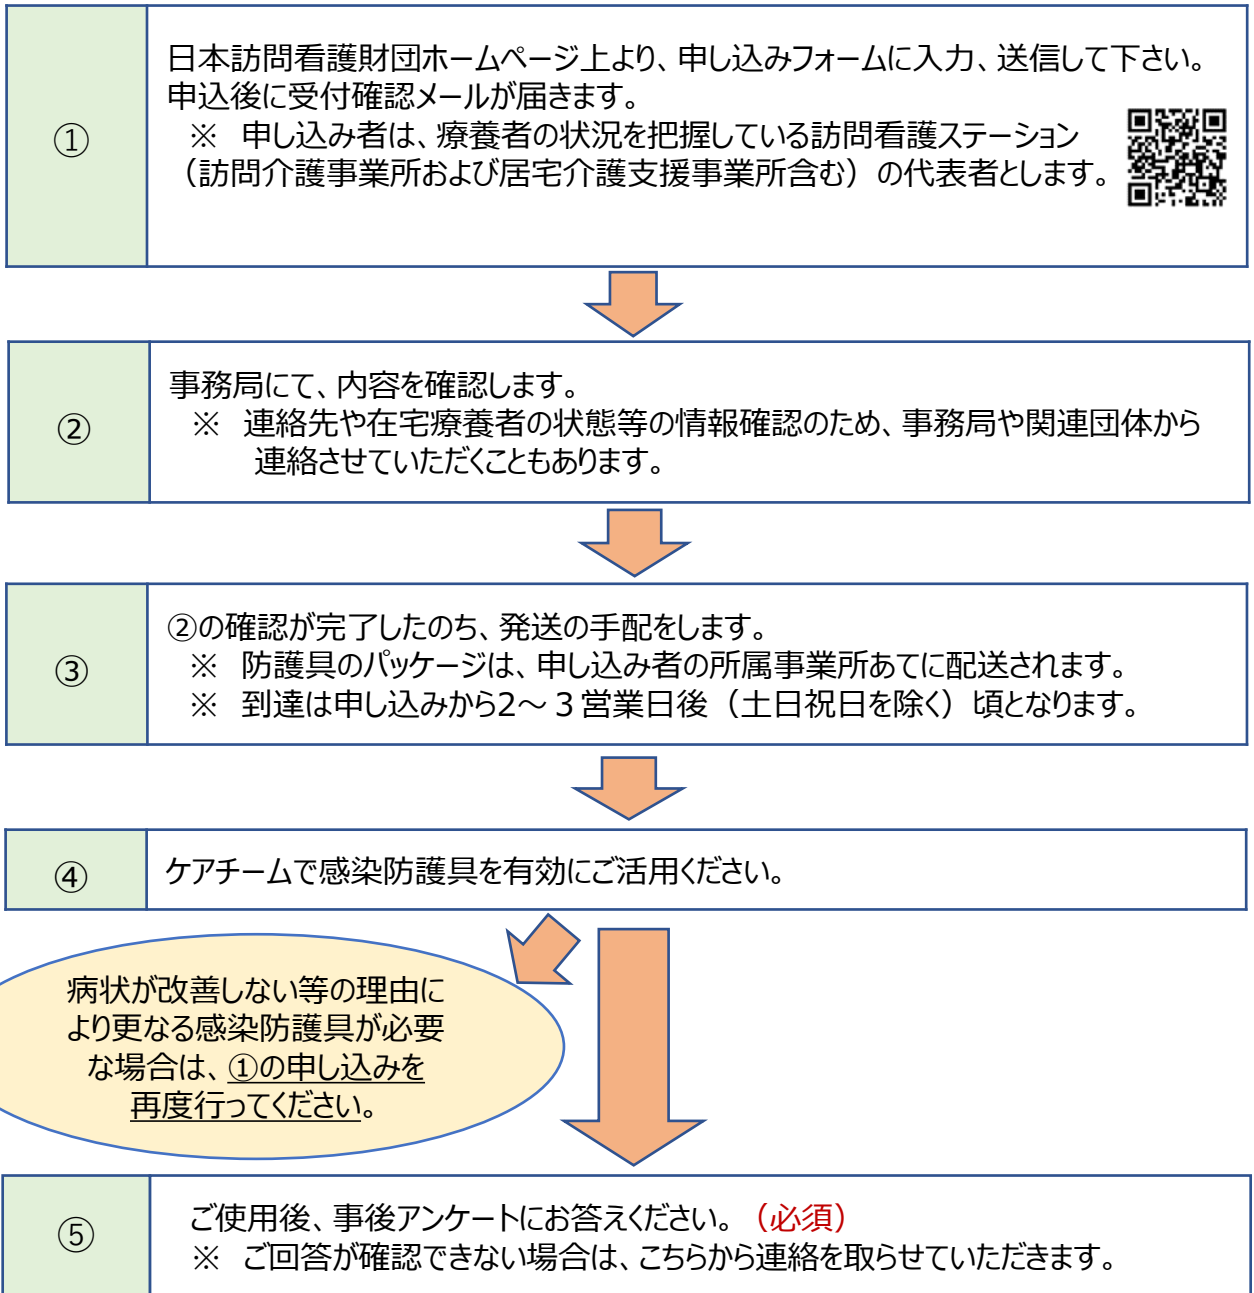 ①
日本訪問看護財団ホームページ上より、申し込みフォームに入力、送信して下さい。
申込後に受付確認メールが届きます。
※ 申し込み者は、療養者の状況を把握している訪問看護ステーション
（訪問介護事業所および居宅介護支援事業所含む）の代表者とします。
②
事務局にて、内容を確認します。
※ 連絡先や在宅療養者の状態等の情報確認のため、事務局や関連団体から
連絡させていただくこともあります。
③
②の確認が完了したのち、発送の手配をします。
※ 防護具のパッケージは、申し込み者の所属事業所あてに配送されます。
※ 到達は申し込みから2～３営業日後（土日祝日を除く）頃となります。
④
ケアチームで感染防護具を有効にご活用ください。
病状が改善しない等の理由に
より更なる感染防護具が必要
な場合は、①の申し込みを
再度行ってください。
⑤
ご使用後、事後アンケートにお答えください。（必須）
※ ご回答が確認できない場合は、こちらから連絡を取らせていただきます。